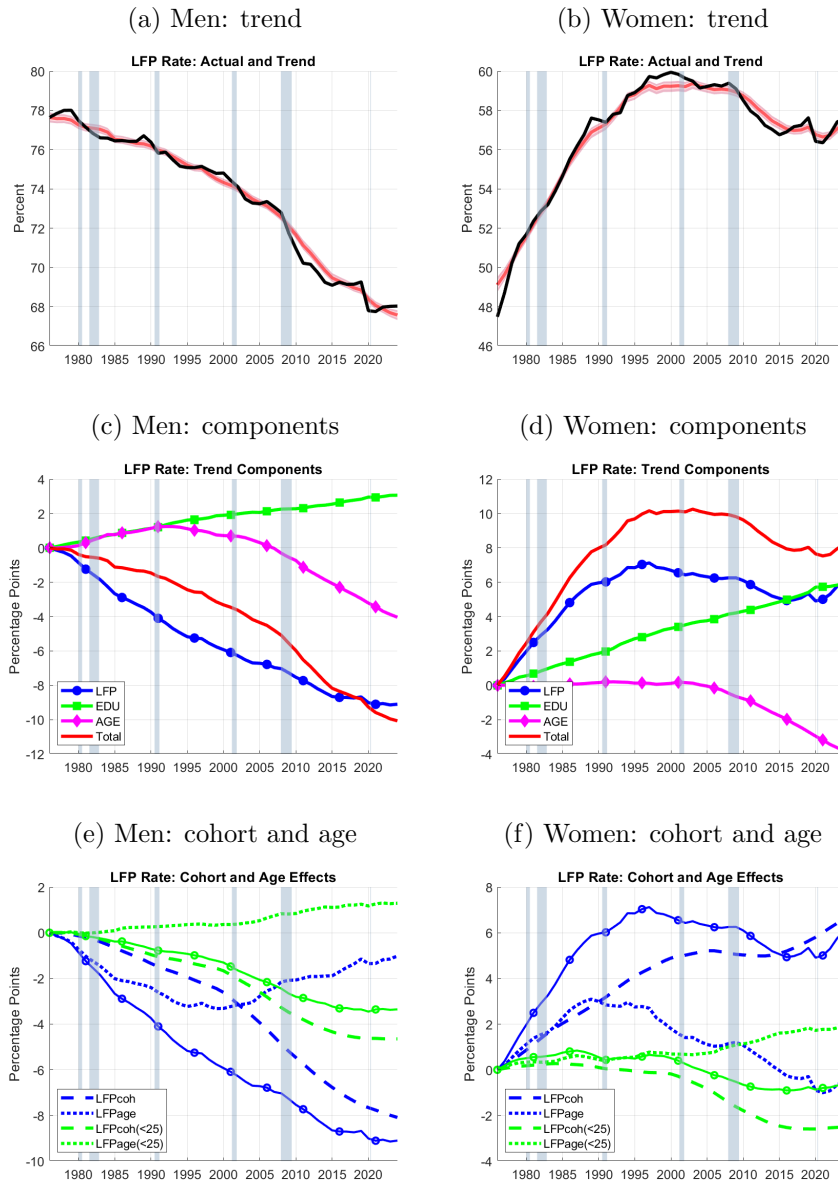 (a) Men: trend
(b) Women: trend
LFP Rate: Actual and Trend
80
78
76
74
72
70
68
66
Percent
1980 1985 1990 1995 2000 2005 2010 2015 2020
LFP Rate: Actual and Trend
60
58
56
54
52
50
48
46
Percent
1980 1985 1990 1995 2000 2005 2010 2015 2020
(c) Men: components
(d) Women: components
LFP Rate: Trend Components
4
2
0
-2
-4
-6
-8
-10
-12
Percentage Points
LFP
EDU
AGE
Total
1980 1985 1990 1995 2000 2005 2010 2015 2020
LFP Rate: Trend Components
12
10
8
6
4
2
0
-2
-4
Percentage Points
LFP
EDU
AGE
Total
1980 1985 1990 1995 2000 2005 2010 2015 2020
(e) Men: cohort and age
(f) Women: cohort and age
LFP Rate: Cohort and Age Effects
2
0
-2
-4
-6
-8
-10
Percentage Points
LFPcoh
LFPage
LFPcoh(<25)
LFPage(<25)
1980 1985 1990 1995 2000 2005 2010 2015 2020
LFP Rate: Cohort and Age Effects
8
6
4
2
0
-2
-4
Percentage Points
LFPcoh
LFPage
LFPcoh(<25)
LFPage(<25)
1980 1985 1990 1995 2000 2005 2010 2015 2020